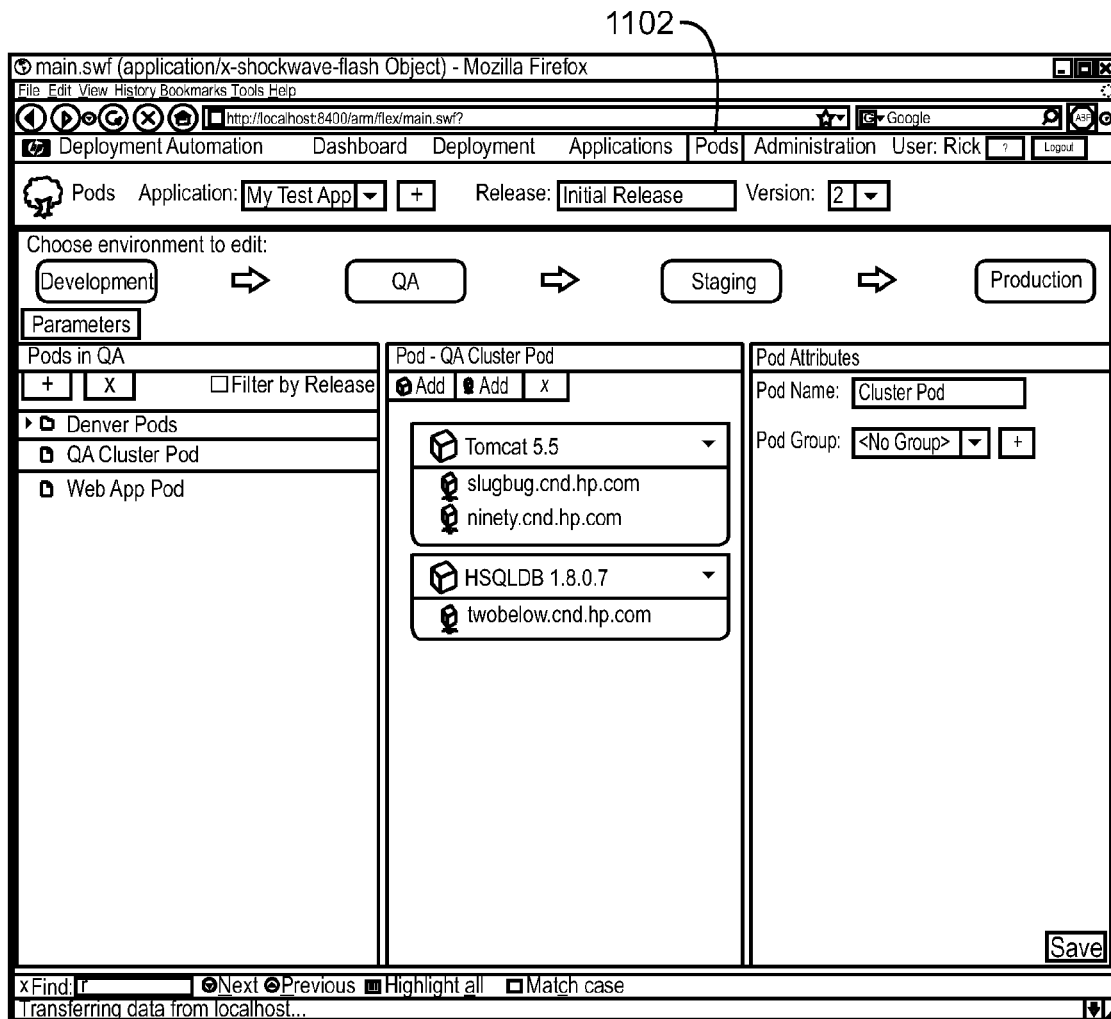 1102
main.swf (application/x-shockwave-flash Object) - Mozilla Firefox
File Edit View History Bookmarks Tools Help
http://localhost:8400/arm/flex/main.swf? G Google ABP
hp Deployment Automation Dashboard Deployment Applications Pods Administration User: Rick ? Logout
Pods Application: My Test App + Release: Initial Release Version: 2
Choose environment to edit:
Development QA Staging Production
Parameters
Pods in QA Pod - QA Cluster Pod Pod Attributes
+ X Filter by Release Add Add x Pod Name: Cluster Pod
Denver Pods Tomcat 5.5 Pod Group: <No Group> +
QA Cluster Pod slugbug.cnd.hp.com
Web App Pod ninety.cnd.hp.com
HSQLDB 1.8.0.7
twobelow.cnd.hp.com
Save
x Find: r Next Previous Highlight all Match case
Transferring data from localhost...